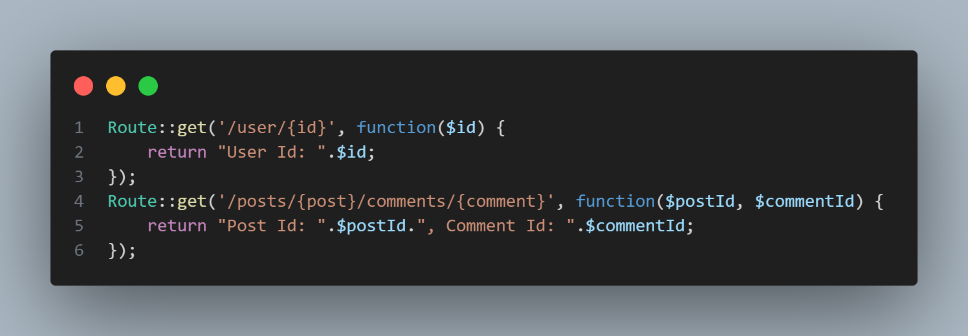 1 Route::get('/user/{id}', function($id) {
2     return "User Id: ".$id;
3 });
4 Route::get('/posts/{post}/comments/{comment}', function($postId, $commentId) {
5     return "Post Id: ".$postId.", Comment Id: ".$commentId;
6 });